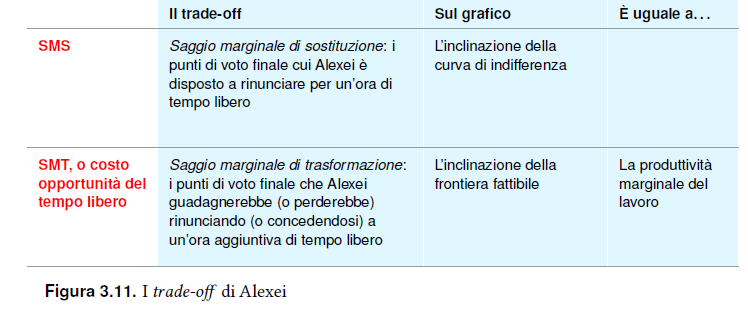 Il trade-off
Sul grafico
È uguale a...
SMS
Saggio marginale di sostituzione: i
punti di voto finale cui Alexei è
disposto a rinunciare per un'ora di
tempo libero
L'inclinazione della
curva di indifferenza
SMT, o costo
opportunità del
tempo libero
Saggio marginale di trasformazione:
i punti di voto finale che Alexei
guadagnerebbe (o perderebbe)
rinunciando (o concedendosi) a
un'ora aggiuntiva di tempo libero
L'inclinazione della
frontiera fattibile
La produttività
marginale del
lavoro
Figura 3.11. I trade-off di Alexei